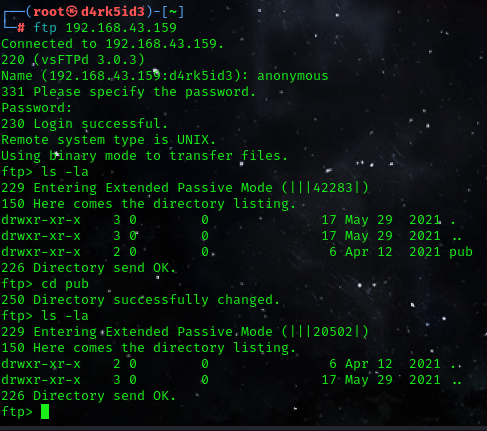 ┌──(root㉿d4rk5id3)-[~]
└─# ftp 192.168.43.159
Connected to 192.168.43.159.
220 (vsFTPd 3.0.3)
Name (192.168.43.159:d4rk5id3): anonymous
331 Please specify the password.
Password:
230 Login successful.
Remote system type is UNIX.
Using binary mode to transfer files.
ftp> ls -la
229 Entering Extended Passive Mode (|||42283|)
150 Here comes the directory listing.
drwxr-xr-x    3 0        0              17 May 29  2021 .
drwxr-xr-x    3 0        0              17 May 29  2021 ..
drwxr-xr-x    2 0        0               6 Apr 12  2021 pub
226 Directory send OK.
ftp> cd pub
250 Directory successfully changed.
ftp> ls -la
229 Entering Extended Passive Mode (|||20502|)
150 Here comes the directory listing.
drwxr-xr-x    2 0        0               6 Apr 12  2021 .
drwxr-xr-x    3 0        0              17 May 29  2021 ..
226 Directory send OK.
ftp>